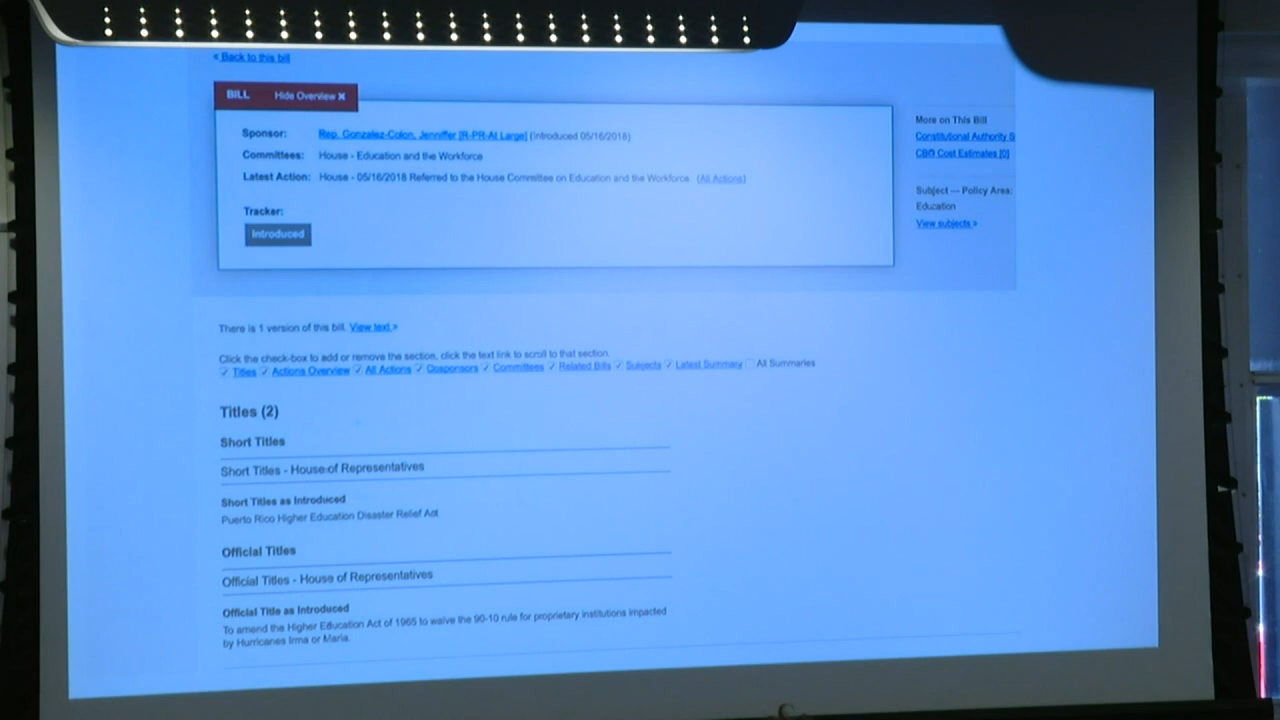 < Back to this bill
BILL Hide Overview x
Sponsor: Rep. Gonzalez-Colon, Jenniffer [R-PR-At Large] (Introduced 05/16/2018)
Committees: House - Education and the Workforce
Latest Action: House - 05/16/2018 Referred to the House Committee on Education and the Workforce. (All Actions)
Tracker:
Introduced
More on This Bill
Constitutional Authority S
CBO Cost Estimates [0]
Subject — Policy Area:
Education
View subjects >
There is 1 version of this bill. View text >
Click the check-box to add or remove the section, click the text link to scroll to that section.
Titles Actions Overview All Actions Cosponsors Committees Related Bills Subjects Latest Summary All Summaries
Titles (2)
Short Titles
Short Titles - House of Representatives
Short Titles as Introduced
Puerto Rico Higher Education Disaster Relief Act
Official Titles
Official Titles - House of Representatives
Official Title as Introduced
To amend the Higher Education Act of 1965 to waive the 90-10 rule for proprietary institutions impacted
by Hurricanes Irma or Maria.